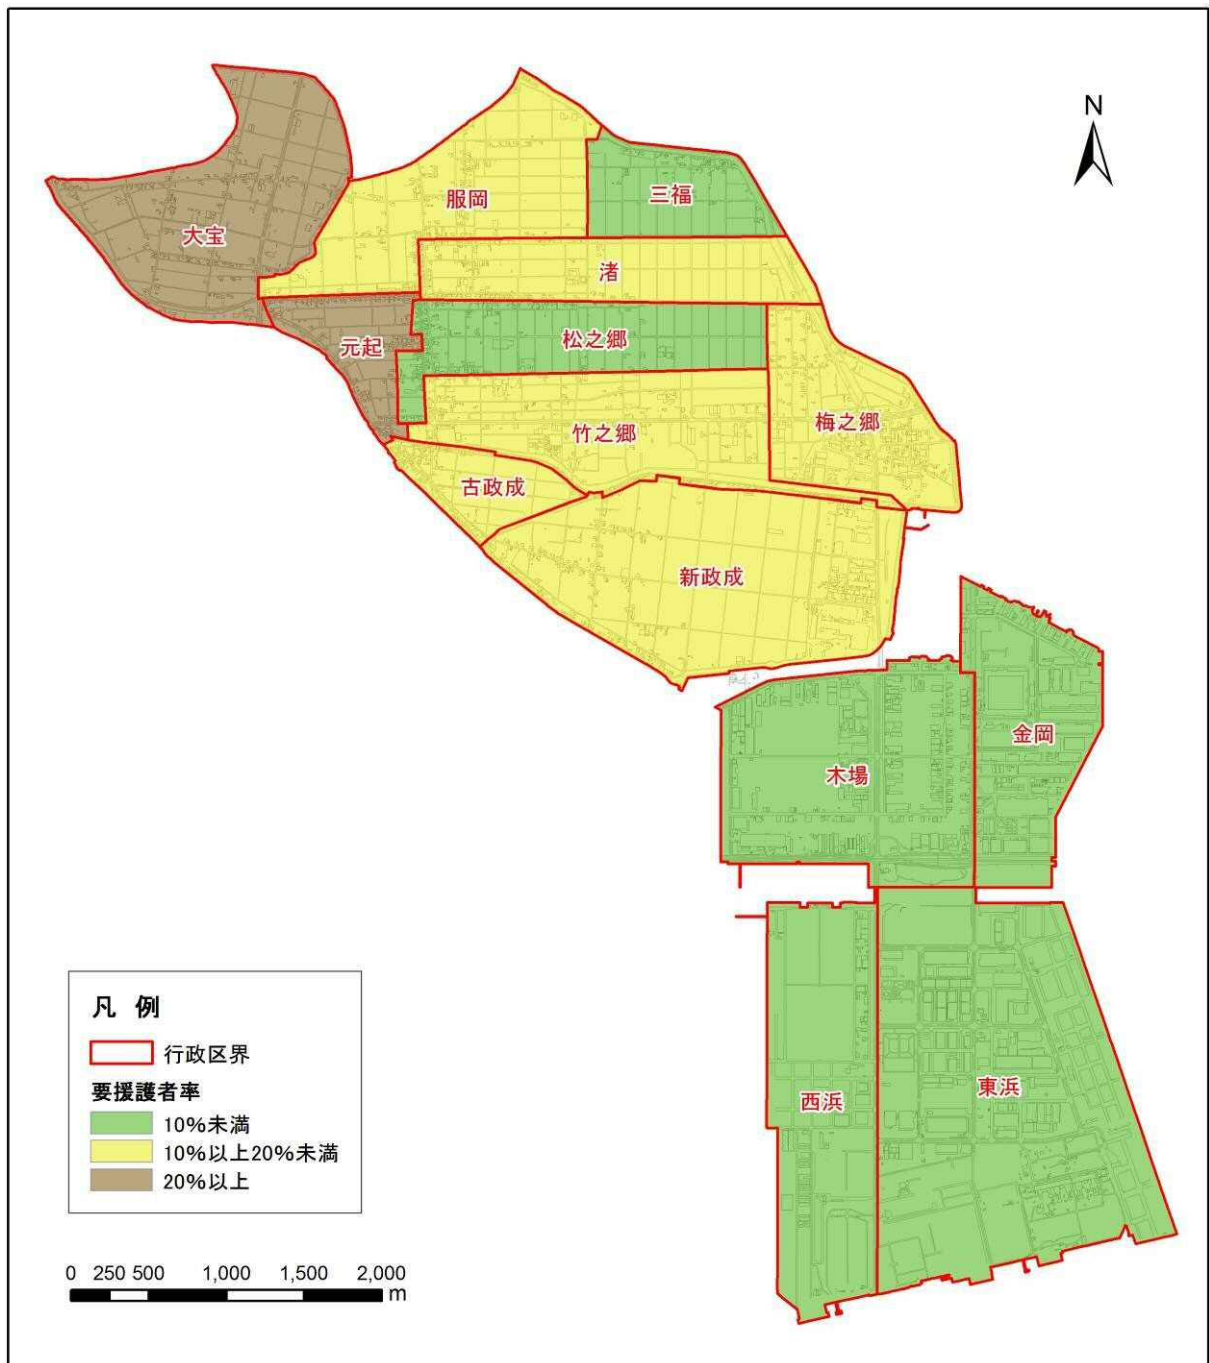 N
服岡
三福
大宝
渚
元起
松之郷
梅之郷
竹之郷
古政成
新政成
金岡
木場
西浜
東浜
凡 例
行政区界
要援護者率
10%未満
10%以上20%未満
20%以上
0 250 500 1,000 1,500 2,000
m